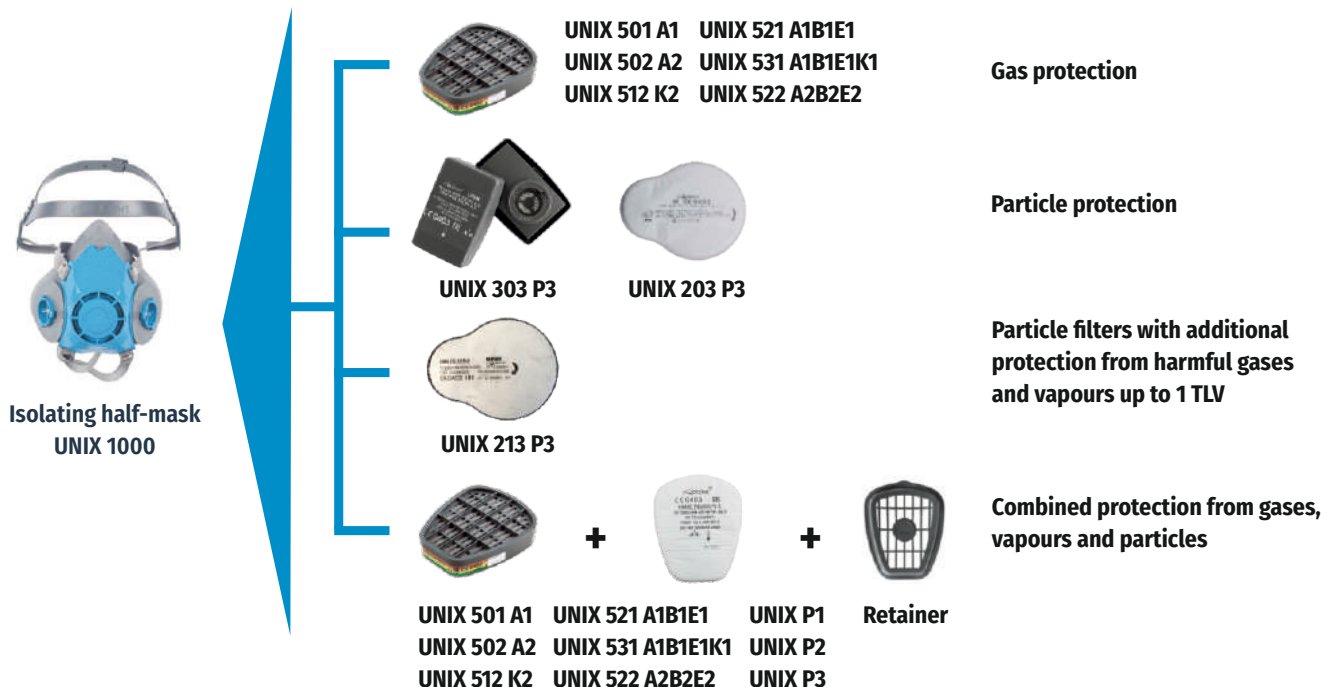 UNIX 501 A1 UNIX 521 A1B1E1
UNIX 502 A2 UNIX 531 A1B1E1K1
UNIX 512 K2 UNIX 522 A2B2E2
Gas protection
Particle protection
UNIX 303 P3 UNIX 203 P3
Particle filters with additional
protection from harmful gases
and vapours up to 1 TLV
UNIX 213 P3
Isolating half-mask
UNIX 1000
+ +
Combined protection from gases,
vapours and particles
UNIX 501 A1 UNIX 521 A1B1E1 UNIX P1 Retainer
UNIX 502 A2 UNIX 531 A1B1E1K1 UNIX P2
UNIX 512 K2 UNIX 522 A2B2E2 UNIX P3